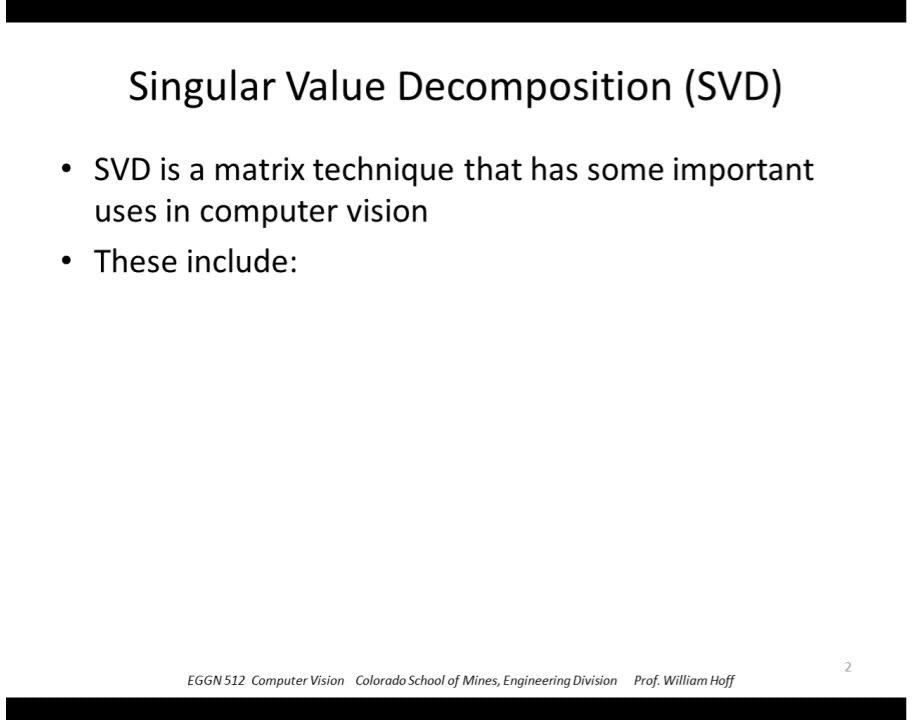 Singular Value Decomposition (SVD)
• SVD is a matrix technique that has some important
uses in computer vision
• These include:
2
EGGN 512 Computer Vision Colorado School of Mines, Engineering Division Prof. William Hoff